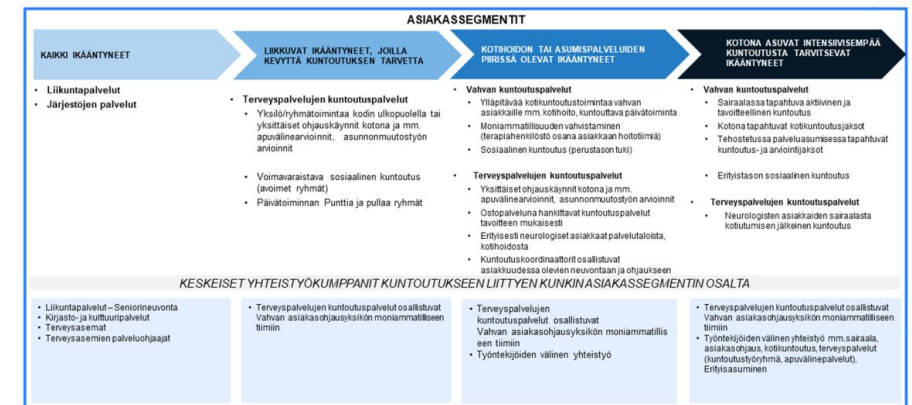 ASIAKASSEGMENTIT
KAIKKI IKÄÄNTYNEET
• Liikuntapalvelut
• Järjestöjen palvelut
LIIKKUVAT IKÄÄNTYNEET, JOILLA
KEVYTTÄ KUNTOUTUKSEN TARVETTA
• Terveyspalvelujen kuntoutuspalvelut
• Yksilö/ryhmätoimintaa kodin ulkopuolella tai
yksittäiset ohjauskäynnit kotona ja mm.
apuvälinearvioinnit, asunnonmuutostyön
arvioinnit
• Voimavaraistava sosiaalinen kuntoutus
(avoimet ryhmät)
• Päivätoiminnan Punttia ja pullaa ryhmät
KOTIHOIDON TAI ASUMISPALVELUIDEN
PIIRISSÄ OLEVAT IKÄÄNTYNEET
• Vahvan kuntoutuspalvelut
• Ylläpitävää kotikuntoutustoimintaa vahvan
asiakkaille mm. kotihoito, kuntouttava päivätoiminta
• Moniammatillisuuden vahvistaminen
(terapiahenkilöstö osana asiakkaan hoitotiimiä)
• Sosiaalinen kuntoutus (perustason tuki)
• Terveyspalvelujen kuntoutuspalvelut
• Yksittäiset ohjauskäynnit kotona ja mm.
apuvälinearvioinnit, asunnonmuutostyön arvioinnit
• Ostopalveluna hankittavat kuntoutuspalvelut
tavoitteen mukaisesti
• Erityisesti neurologiset asiakkaat palvelutaloista,
kotihoidosta
• Kuntoutuskoordinaattorit osallistuvat
asiakkuudessa olevien neuvontaan ja ohjaukseen
KOTONA ASUVAT INTENSIIVISEMPÄÄ
KUNTOUTUSTA TARVITSEVAT
IKÄÄNTYNEET
• Vahvan kuntoutuspalvelut
• Sairaalassa tapahtuva aktiivinen ja
tavoitteellinen kuntoutus
• Kotona tapahtuvat kotikuntoutusjaksot
• Tehostetussa palveluasumisessa tapahtuvat
kuntoutus- ja arviointijaksot
• Erityistason sosiaalinen kuntoutus
• Terveyspalvelujen kuntoutuspalvelut
• Neurologisten asiakkaiden sairaalasta
kotiutumisen jälkeinen kuntoutus
KESKEISET YHTEISTYÖKUMPPANIT KUNTOUTUKSEEN LIITTYEN KUNKIN ASIAKASSEGMENTIN OSALTA
• Liikuntapalvelut – Seniorineuvonta
• Kirjasto- ja kulttuuripalvelut
• Terveysasemat
• Terveysasemien palveluohjaajat
• Terveyspalvelujen kuntoutuspalvelut osallistuvat
Vahvan asiakasohjausyksikön moniammatilliseen
tiimiin
• Terveyspalvelujen
kuntoutuspalvelut osallistuvat
Vahvan asiakasohjausyksikön moniammatillis
een tiimiin
• Työntekijöiden välinen yhteistyö
• Terveyspalvelujen kuntoutuspalvelut osallistuvat
Vahvan asiakasohjausyksikön moniammatilliseen
tiimiin
• Työntekijöiden välinen yhteistyö mm.sairaala,
asiakasohjaus, kotikuntoutus, terveyspalvelut
(kuntoutustyöryhmä, apuvälinepalvelut),
Erityisasuminen